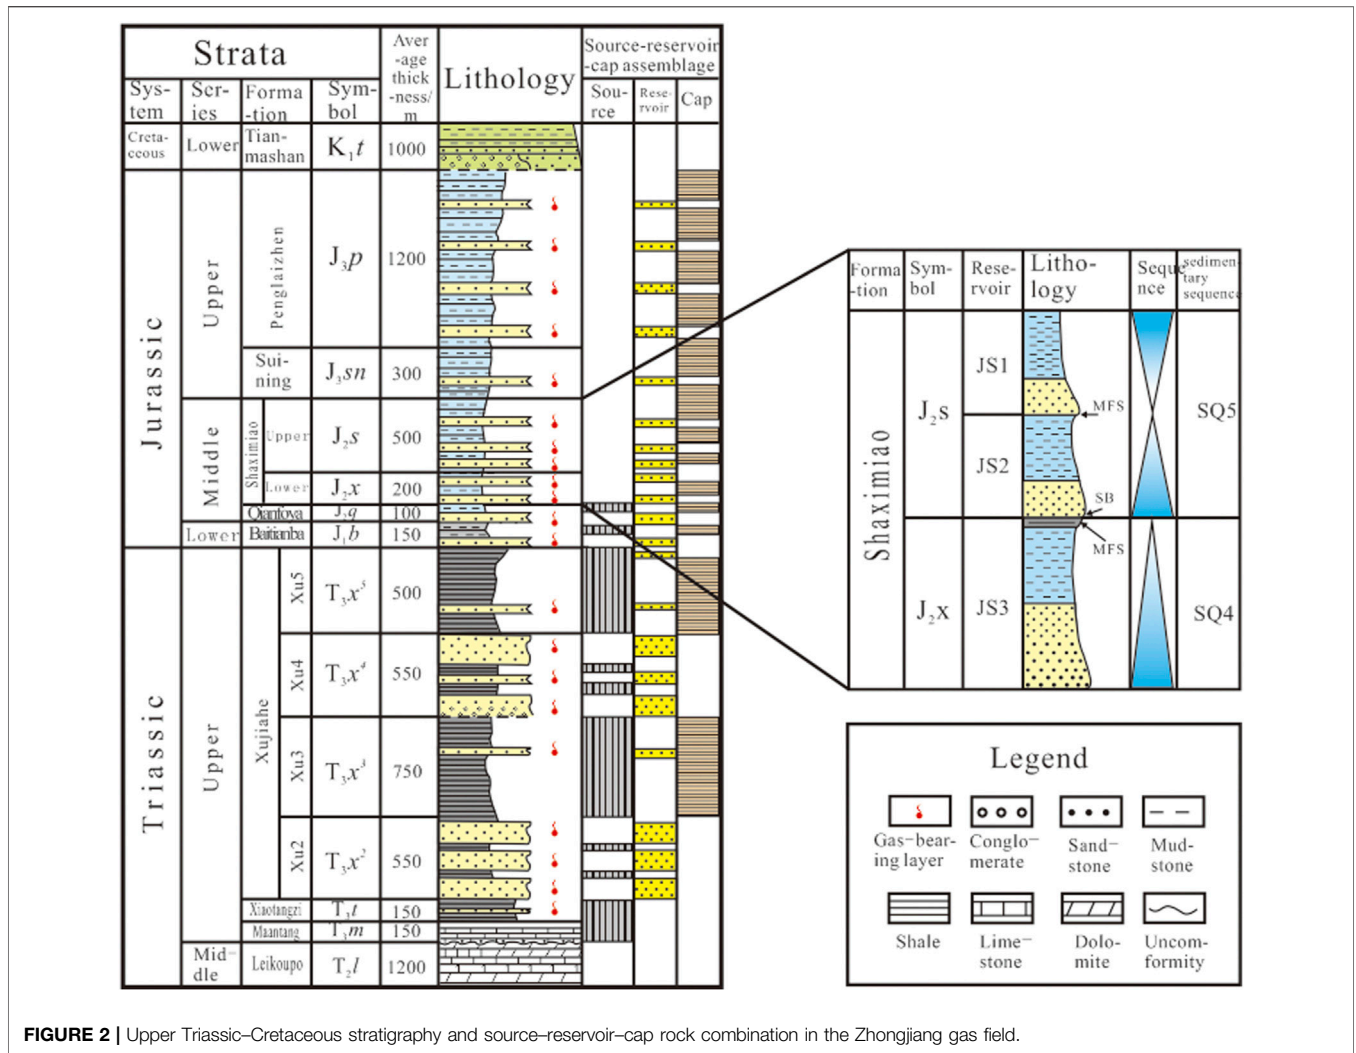 Strata
Sys-
tem
Ser-
ies
Forma
-tion
Sym-
bol
Aver
-age
thick
-ness/
m
Lithology
Source-reservoir
-cap assemblage
Sou-
rce
Rese-
rvoir
Cap
Creta-
ceous
Lower
Tian-
mashan
K₁t
1000
Jurassic
Upper
Penglaizhen
J₃p
1200
Sui-
ning
J₃sn
300
Middle
Shaximiao
Upper
J₂s
500
Lower
J₂x
200
Qianfoya
J₂q
100
Lower
Baitianba
J₁b
150
Triassic
Upper
Xujiahe
Xu5
T₃x⁵
500
Xu4
T₃x⁴
550
Xu3
T₃x³
750
Xu2
T₃x²
550
Xiaotangzi
T₃t
150
Maantang
T₃m
150
Mid-
dle
Leikoupo
T₂l
1200
Forma
-tion
Sym-
bol
Rese-
rvoir
Litho-
logy
Seque
nce
sedimen-
tary
sequence
Shaximiao
J₂s
JS1
MFS
SQ5
JS2
SB
J₂x
JS3
MFS
SQ4
Legend
Gas-bear-
ing layer
Conglo-
merate
Sand-
stone
Mud-
stone
Shale
Lime-
stone
Dolo-
mite
Uncom-
formity
FIGURE 2 | Upper Triassic–Cretaceous stratigraphy and source–reservoir–cap rock combination in the Zhongjiang gas field.